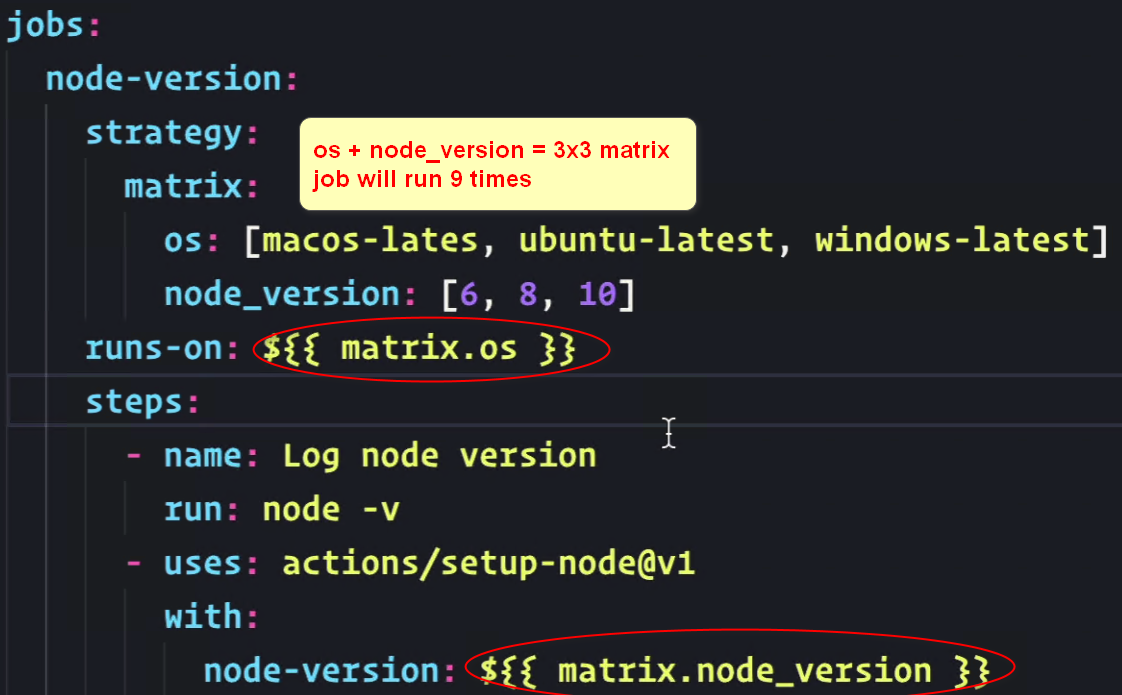 jobs:
node-version:
strategy:
os + node_version = 3x3 matrix
job will run 9 times
matrix:
os: [macos-lates, ubuntu-latest, windows-latest]
node_version: [6, 8, 10]
runs-on: ${{ matrix.os }}
steps:
- name: Log node version
run: node -v
- uses: actions/setup-node@v1
with:
node-version: ${{ matrix.node_version }}